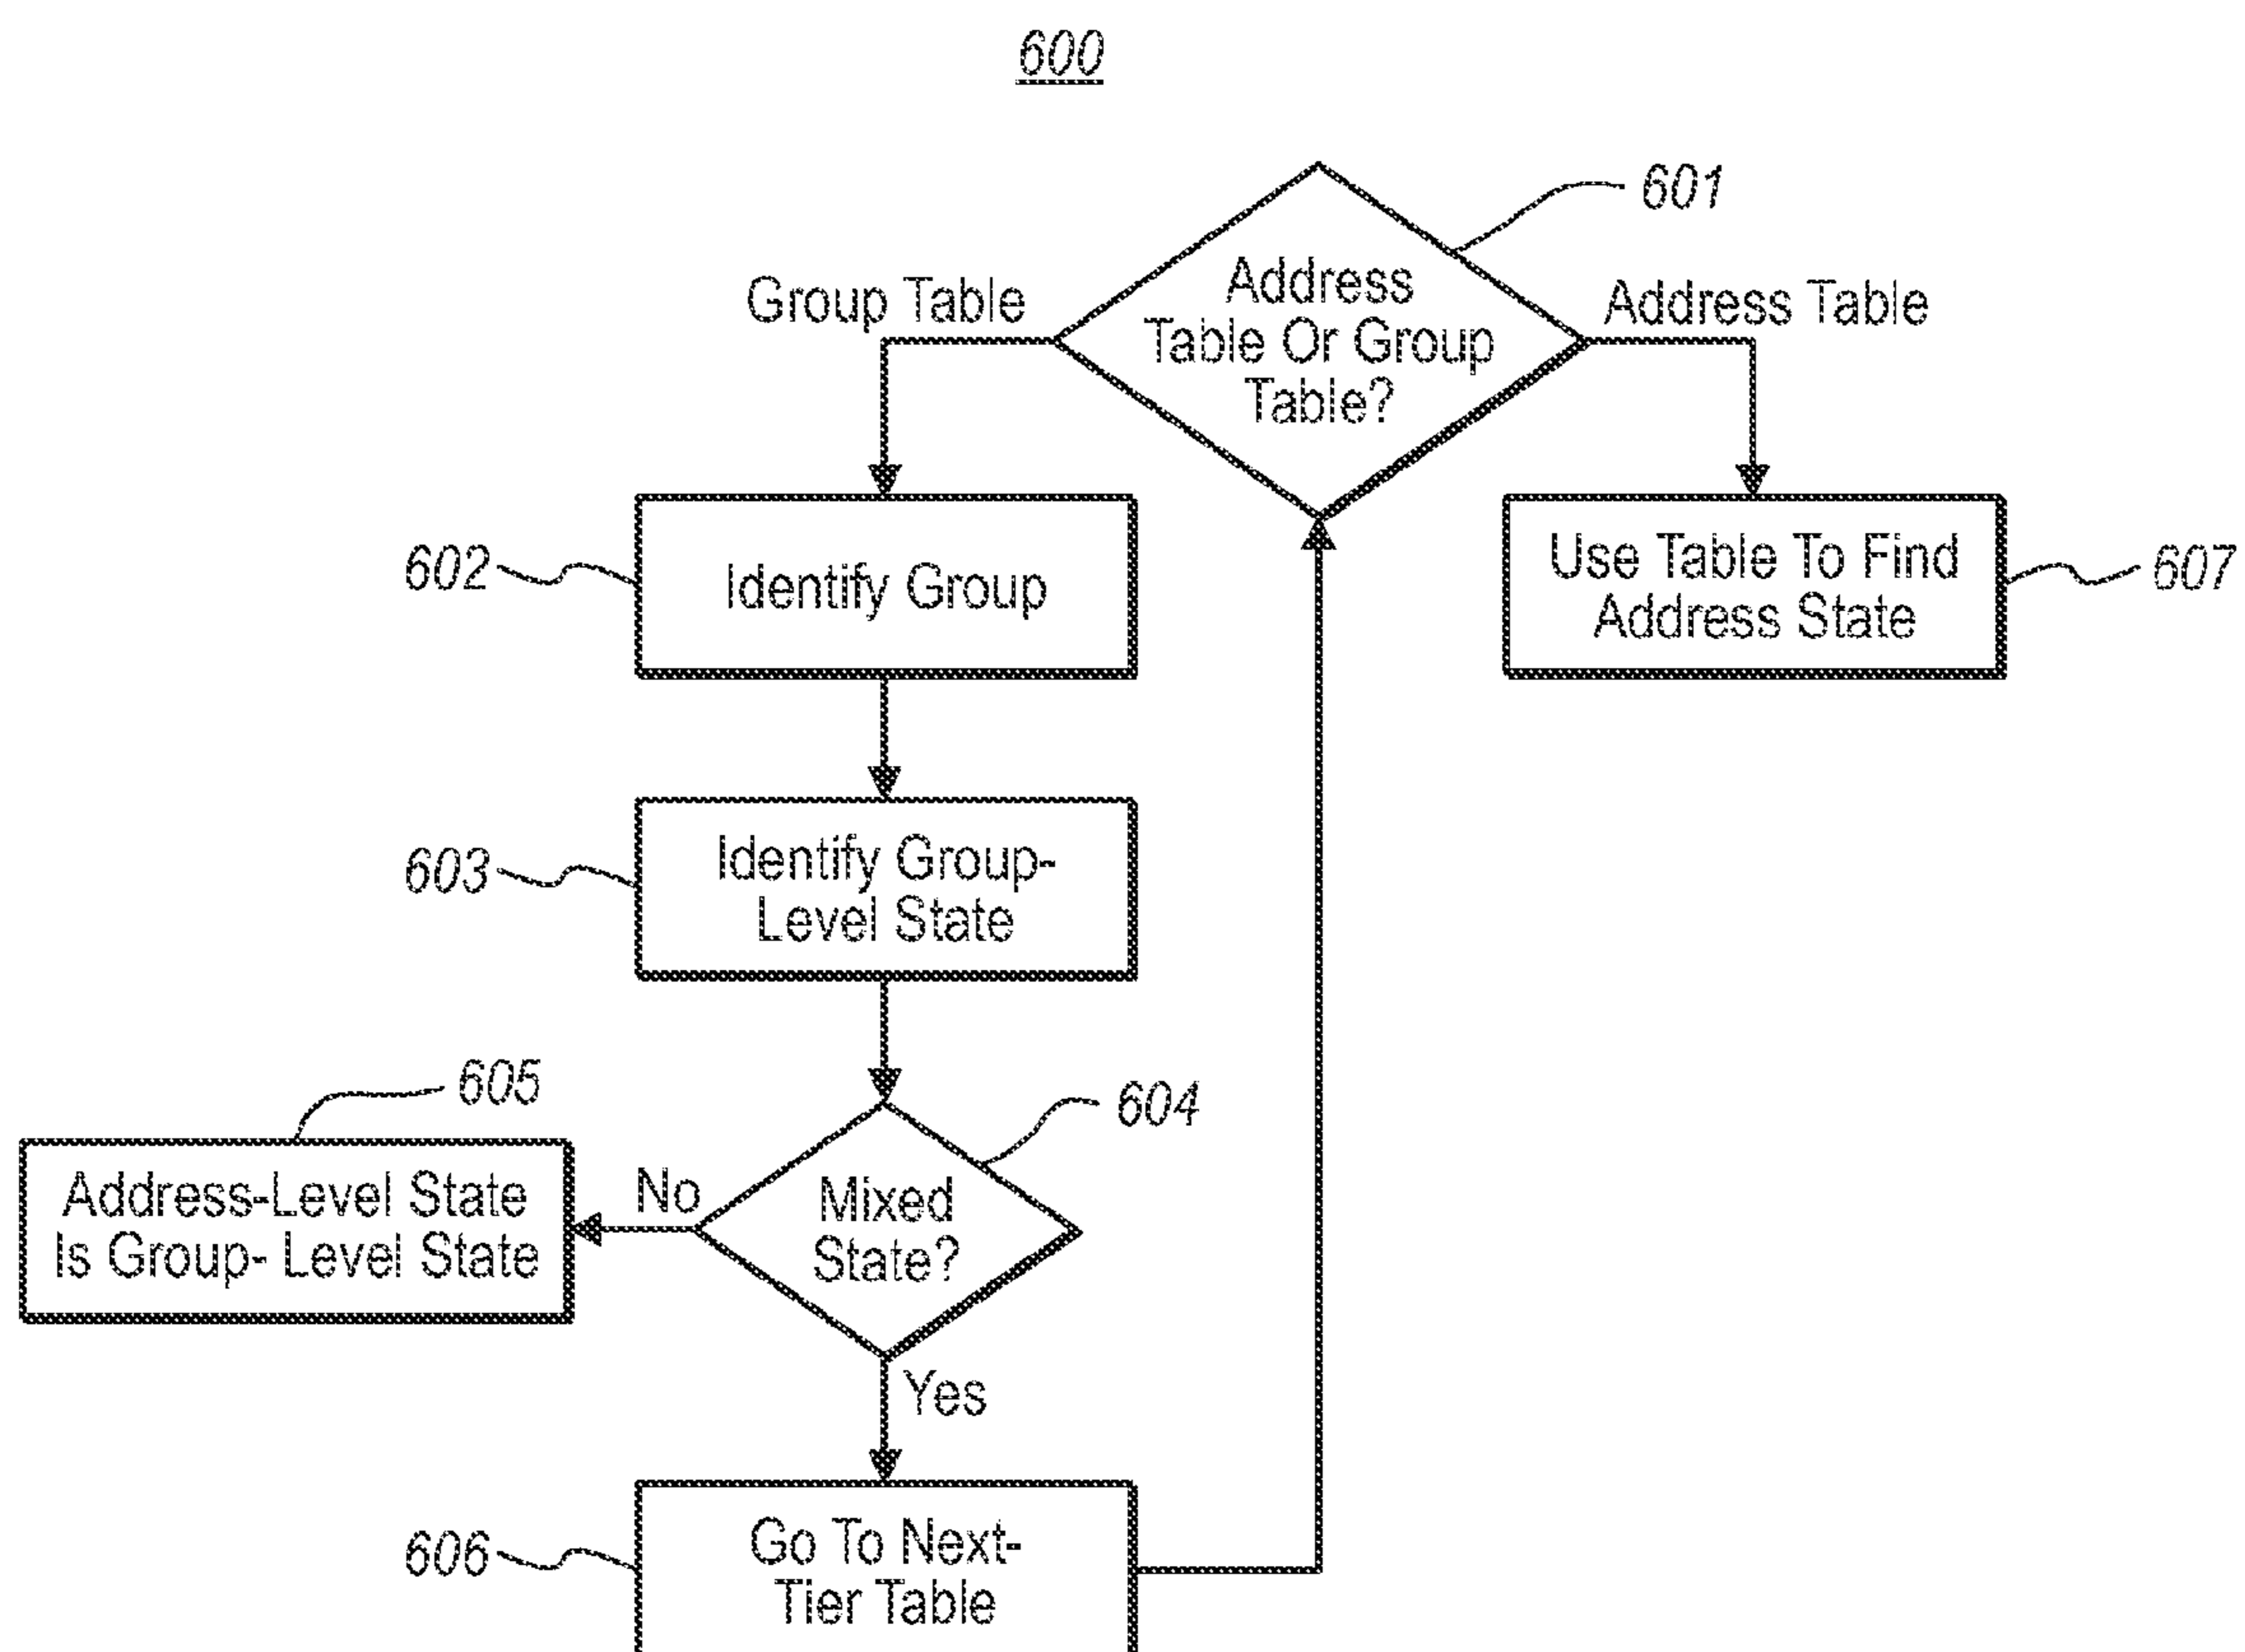 600
601
Group Table
Address
Table Or Group
Table?
Address Table
602
Identify Group
Use Table To Find
Address State
607
603
Identify Group-
Level State
605
604
Address-Level State
Is Group- Level State
No
Mixed
State?
Yes
606
Go To Next-
Tier Table